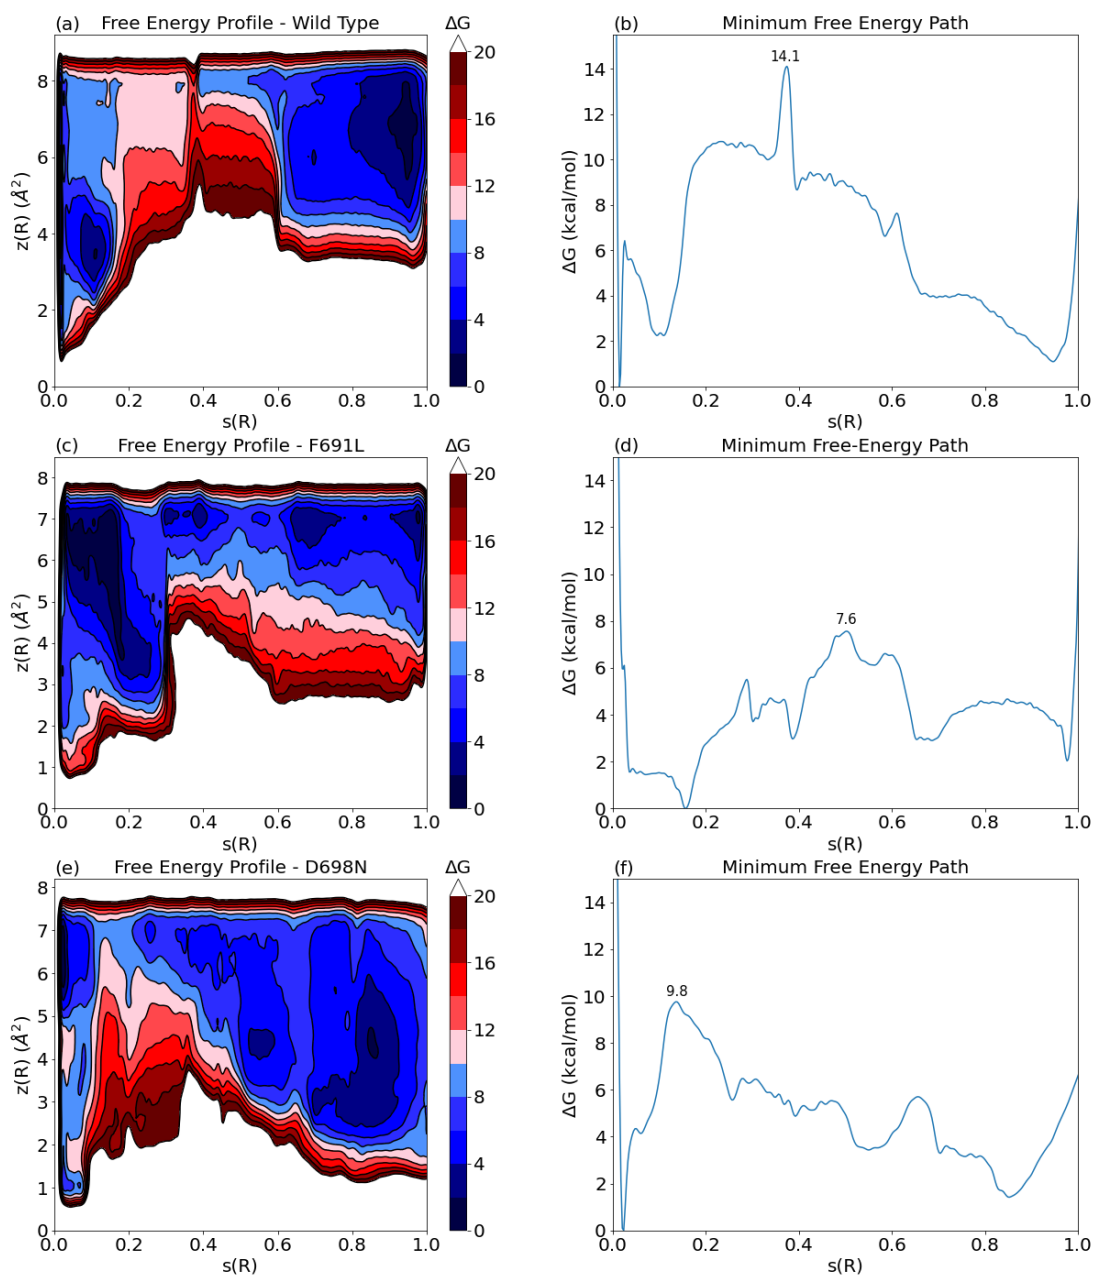 (a) Free Energy Profile - Wild Type ΔG
20
16
12
8
4
0
z(R) (Å²)
8
6
4
2
0
0.0 0.2 0.4 0.6 0.8 1.0
s(R)
(b) Minimum Free Energy Path
14.1
ΔG (kcal/mol)
14
12
10
8
6
4
2
0
0.0 0.2 0.4 0.6 0.8 1.0
s(R)
(c) Free Energy Profile - F691L ΔG
20
16
12
8
4
0
z(R) (Å²)
8
7
6
5
4
3
2
1
0
0.0 0.2 0.4 0.6 0.8 1.0
s(R)
(d) Minimum Free-Energy Path
7.6
ΔG (kcal/mol)
14
12
10
8
6
4
2
0
0.0 0.2 0.4 0.6 0.8 1.0
s(R)
(e) Free Energy Profile - D698N ΔG
20
16
12
8
4
0
z(R) (Å²)
8
7
6
5
4
3
2
1
0
0.0 0.2 0.4 0.6 0.8 1.0
s(R)
(f) Minimum Free Energy Path
9.8
ΔG (kcal/mol)
14
12
10
8
6
4
2
0
0.0 0.2 0.4 0.6 0.8 1.0
s(R)